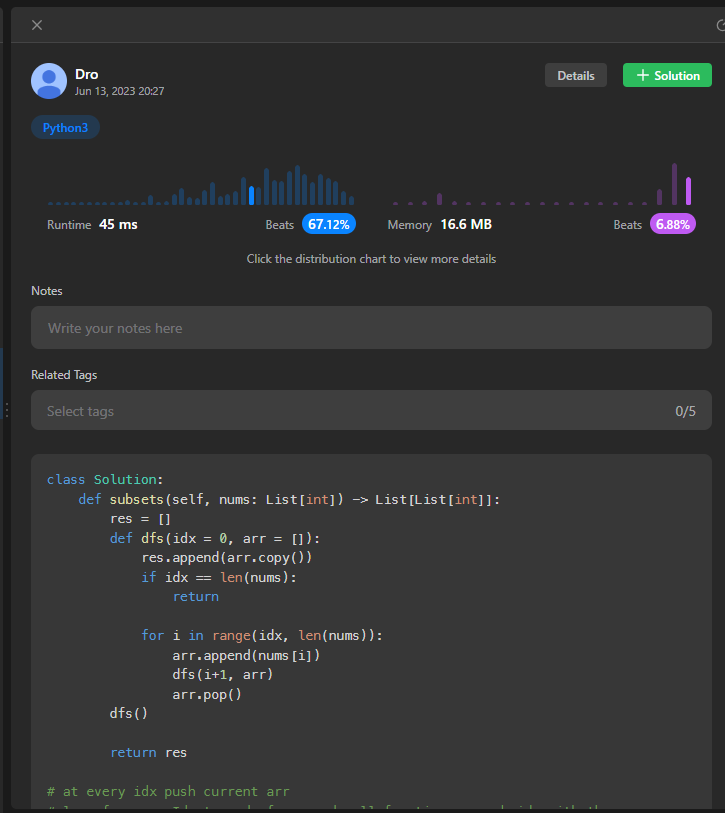 Dro
Jun 13, 2023 20:27
Details
Solution
Python3
Runtime 45 ms
Beats 67.12%
Memory 16.6 MB
Beats 6.88%
Click the distribution chart to view more details
Notes
Write your notes here
Related Tags
Select tags 0/5
class Solution:
    def subsets(self, nums: List[int]) -> List[List[int]]:
        res = []
        def dfs(idx = 0, arr = []):
            res.append(arr.copy())
            if idx == len(nums):
                return

            for i in range(idx, len(nums)):
                arr.append(nums[i])
                dfs(i+1, arr)
                arr.pop()
        dfs()

        return res

# at every idx push current arr